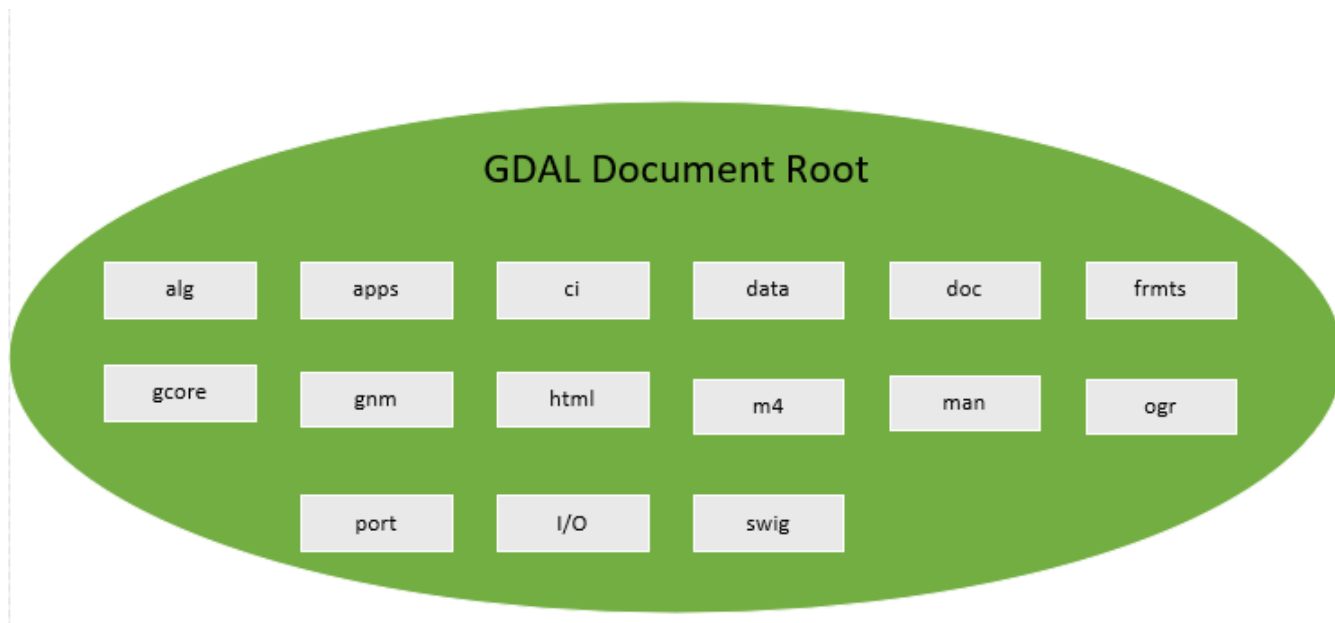 GDAL Document Root
alg apps ci data doc frmts
gcore gnm html m4 man ogr
port I/O swig